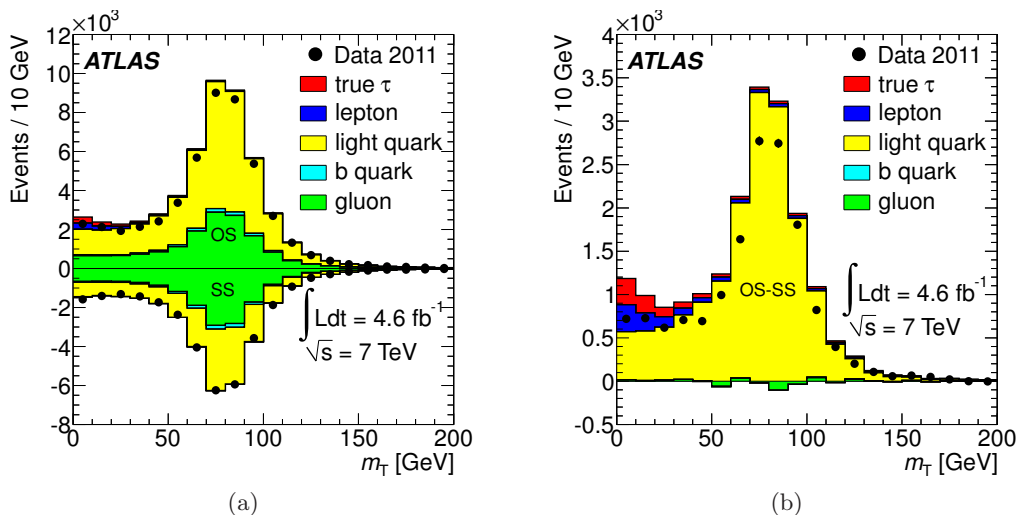 ×10³
12
10
8
6
4
2
0
-2
-4
-6
-8
Events / 10 GeV
ATLAS
Data 2011
true τ
lepton
light quark
b quark
gluon
OS
SS
∫ Ldt = 4.6 fb⁻¹
√s = 7 TeV
0 50 100 150 200
m_T [GeV]
(a)
×10³
4
3.5
3
2.5
2
1.5
1
0.5
0
-0.5
Events / 10 GeV
ATLAS
Data 2011
true τ
lepton
light quark
b quark
gluon
OS-SS
∫ Ldt = 4.6 fb⁻¹
√s = 7 TeV
0 50 100 150 200
m_T [GeV]
(b)